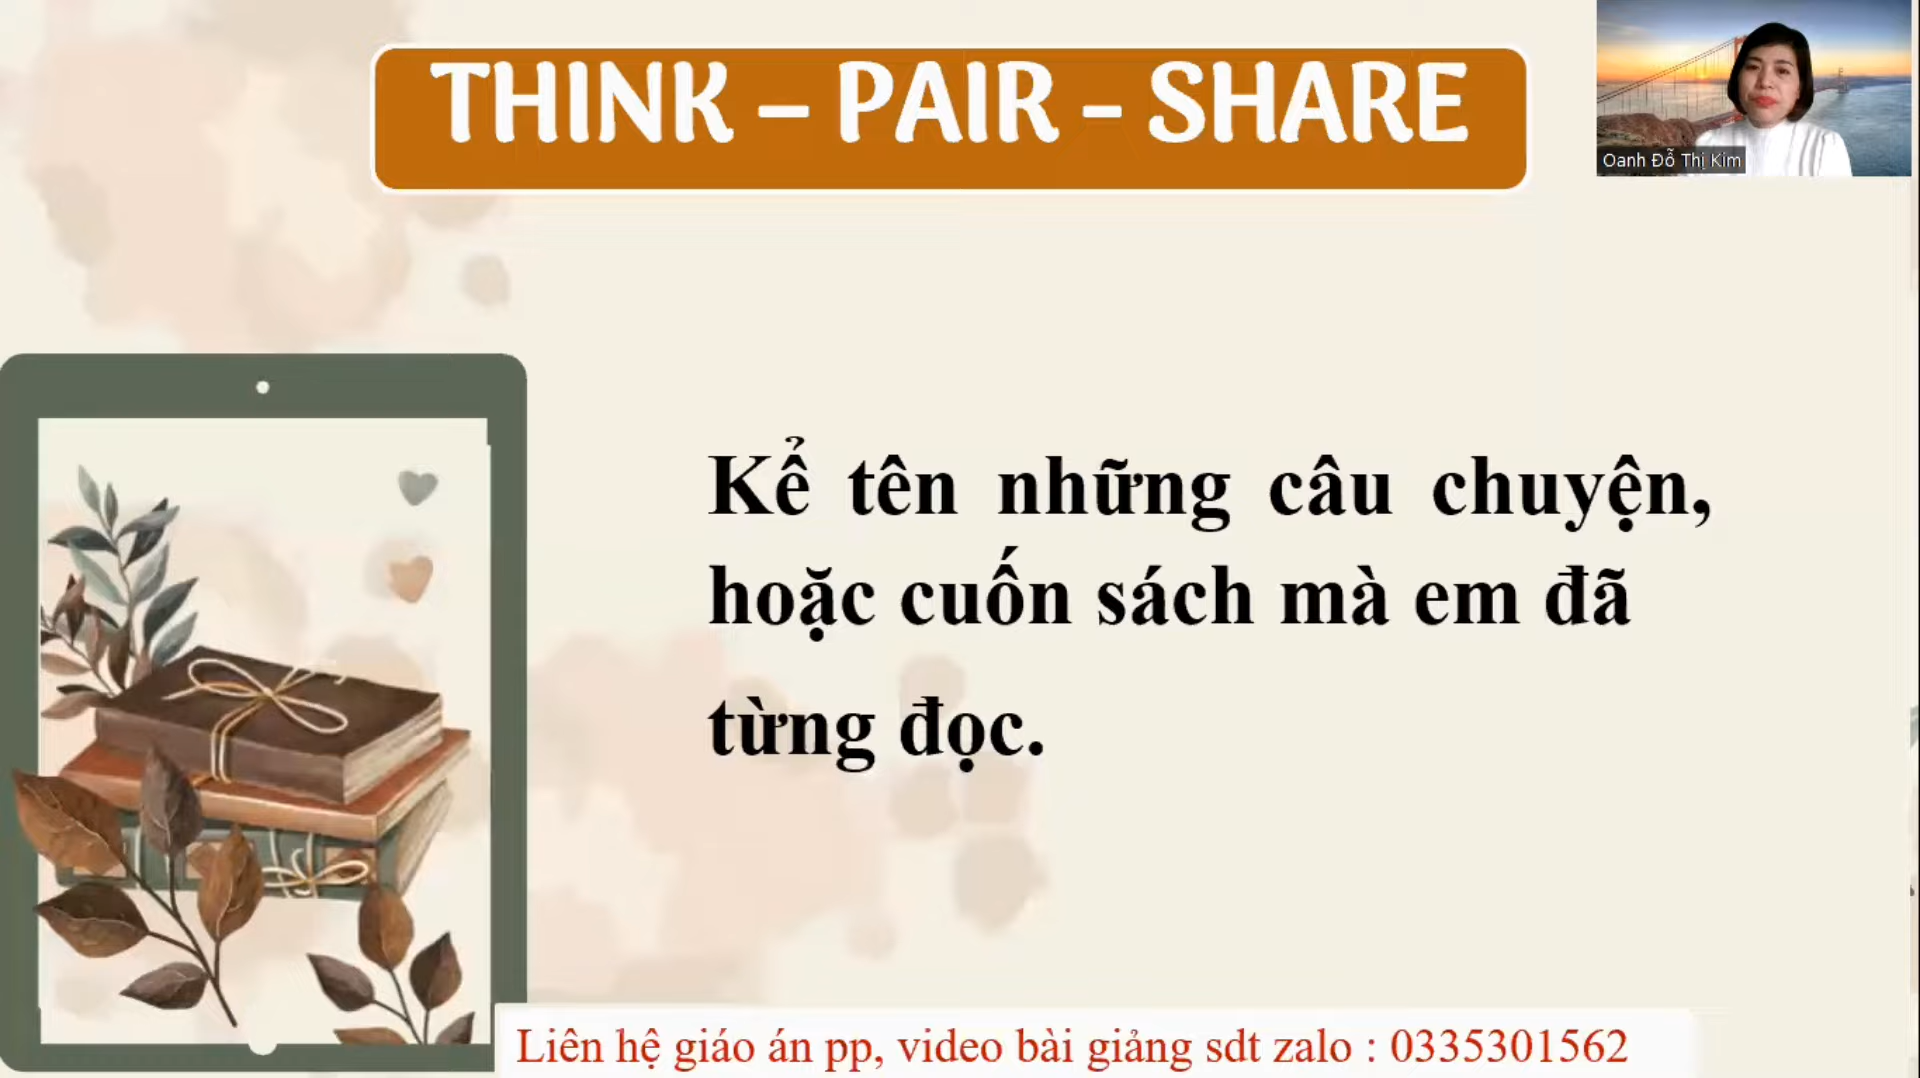 THINK – PAIR – SHARE
Oanh Đỗ Thị Kim
Kể tên những câu chuyện,
hoặc cuốn sách mà em đã
từng đọc.
Liên hệ giáo án pp, video bài giảng sdt zalo : 0335301562